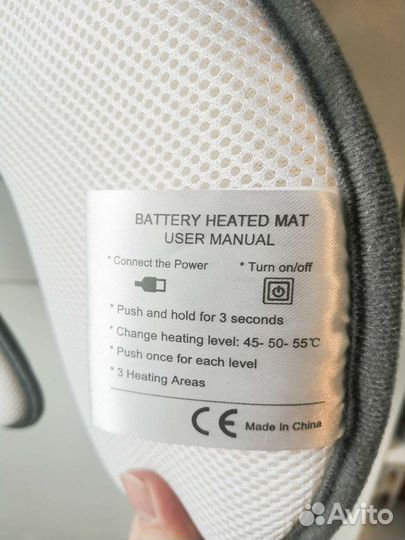 BATTERY HEATED MAT
USER MANUAL
* Connect the Power * Turn on/off
* Push and hold for 3 seconds
* Change heating level: 45- 50- 55℃
* Push once for each level
* 3 Heating Areas
CE Made In China
Avito